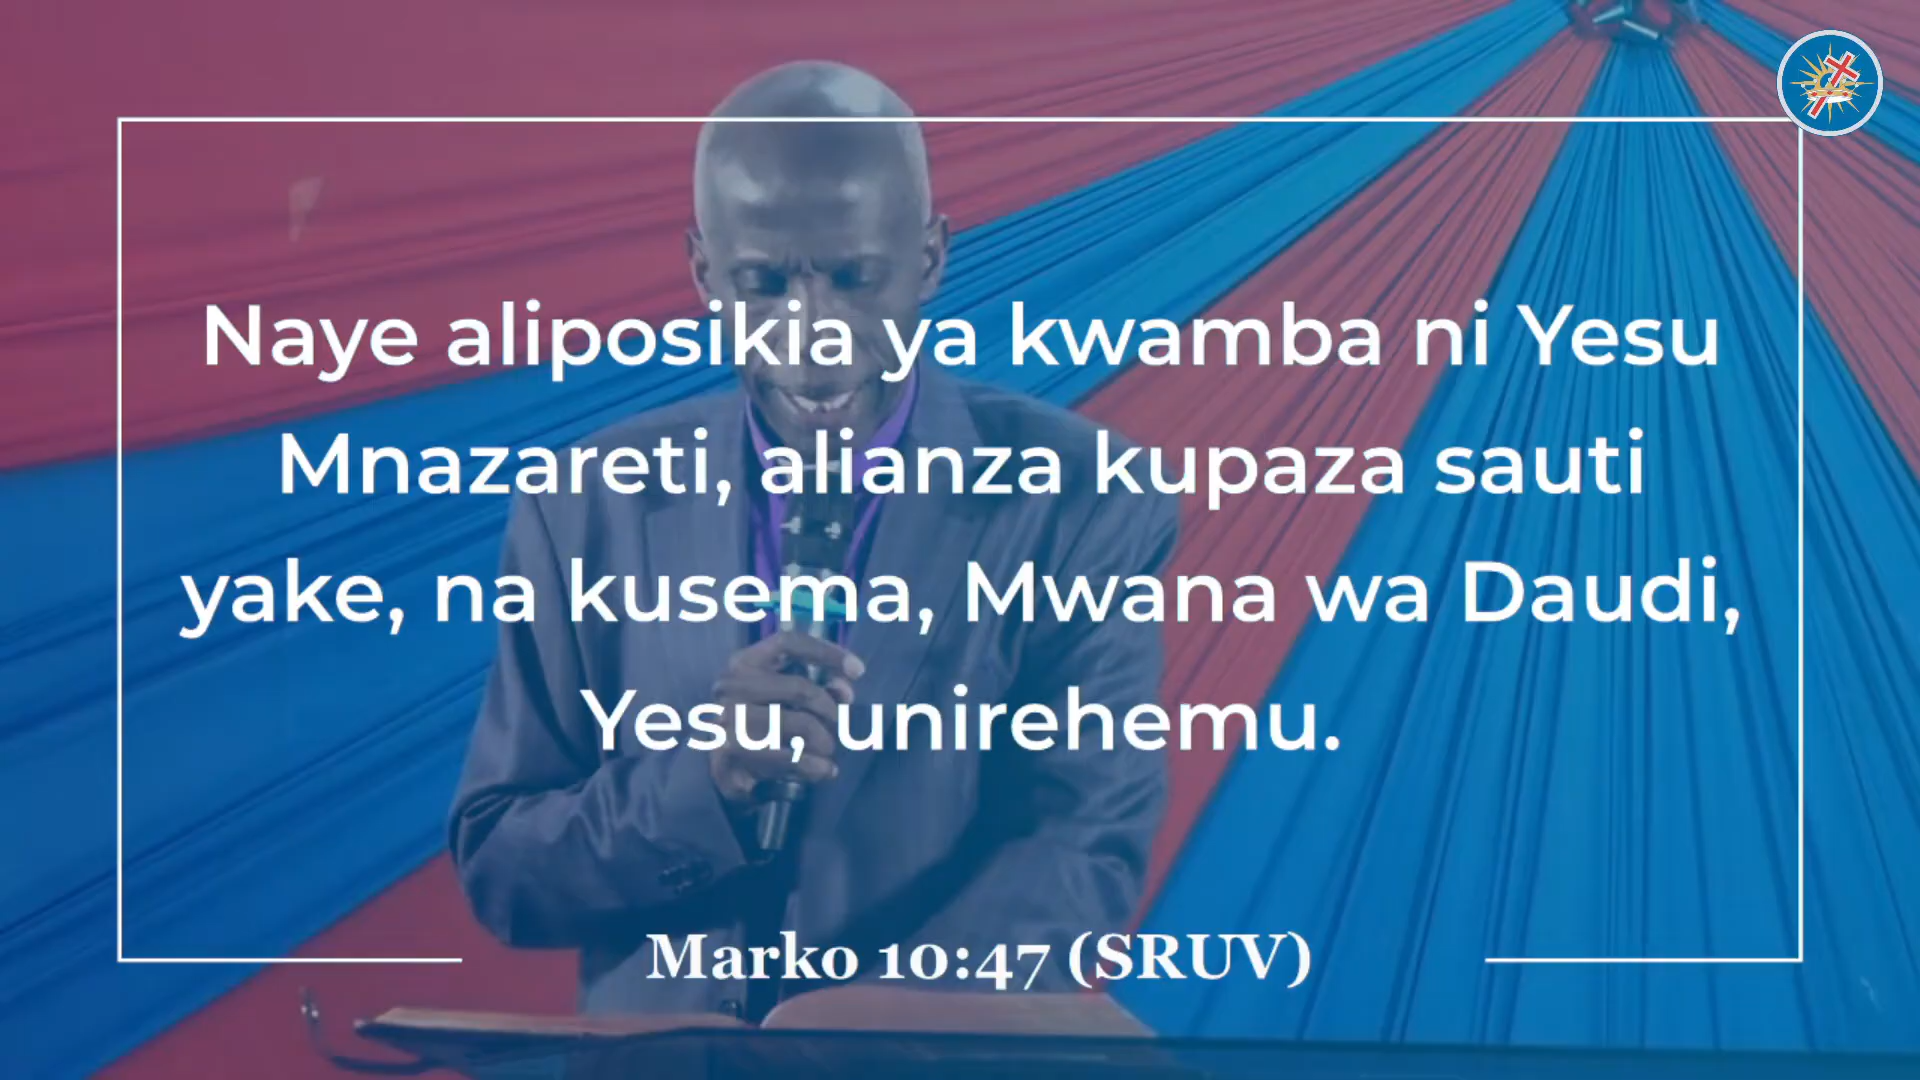 Naye aliposikia ya kwamba ni Yesu
Mnazareti, alianza kupaza sauti
yake, na kusema, Mwana wa Daudi,
Yesu, unirehemu.
Marko 10:47 (SRUV)